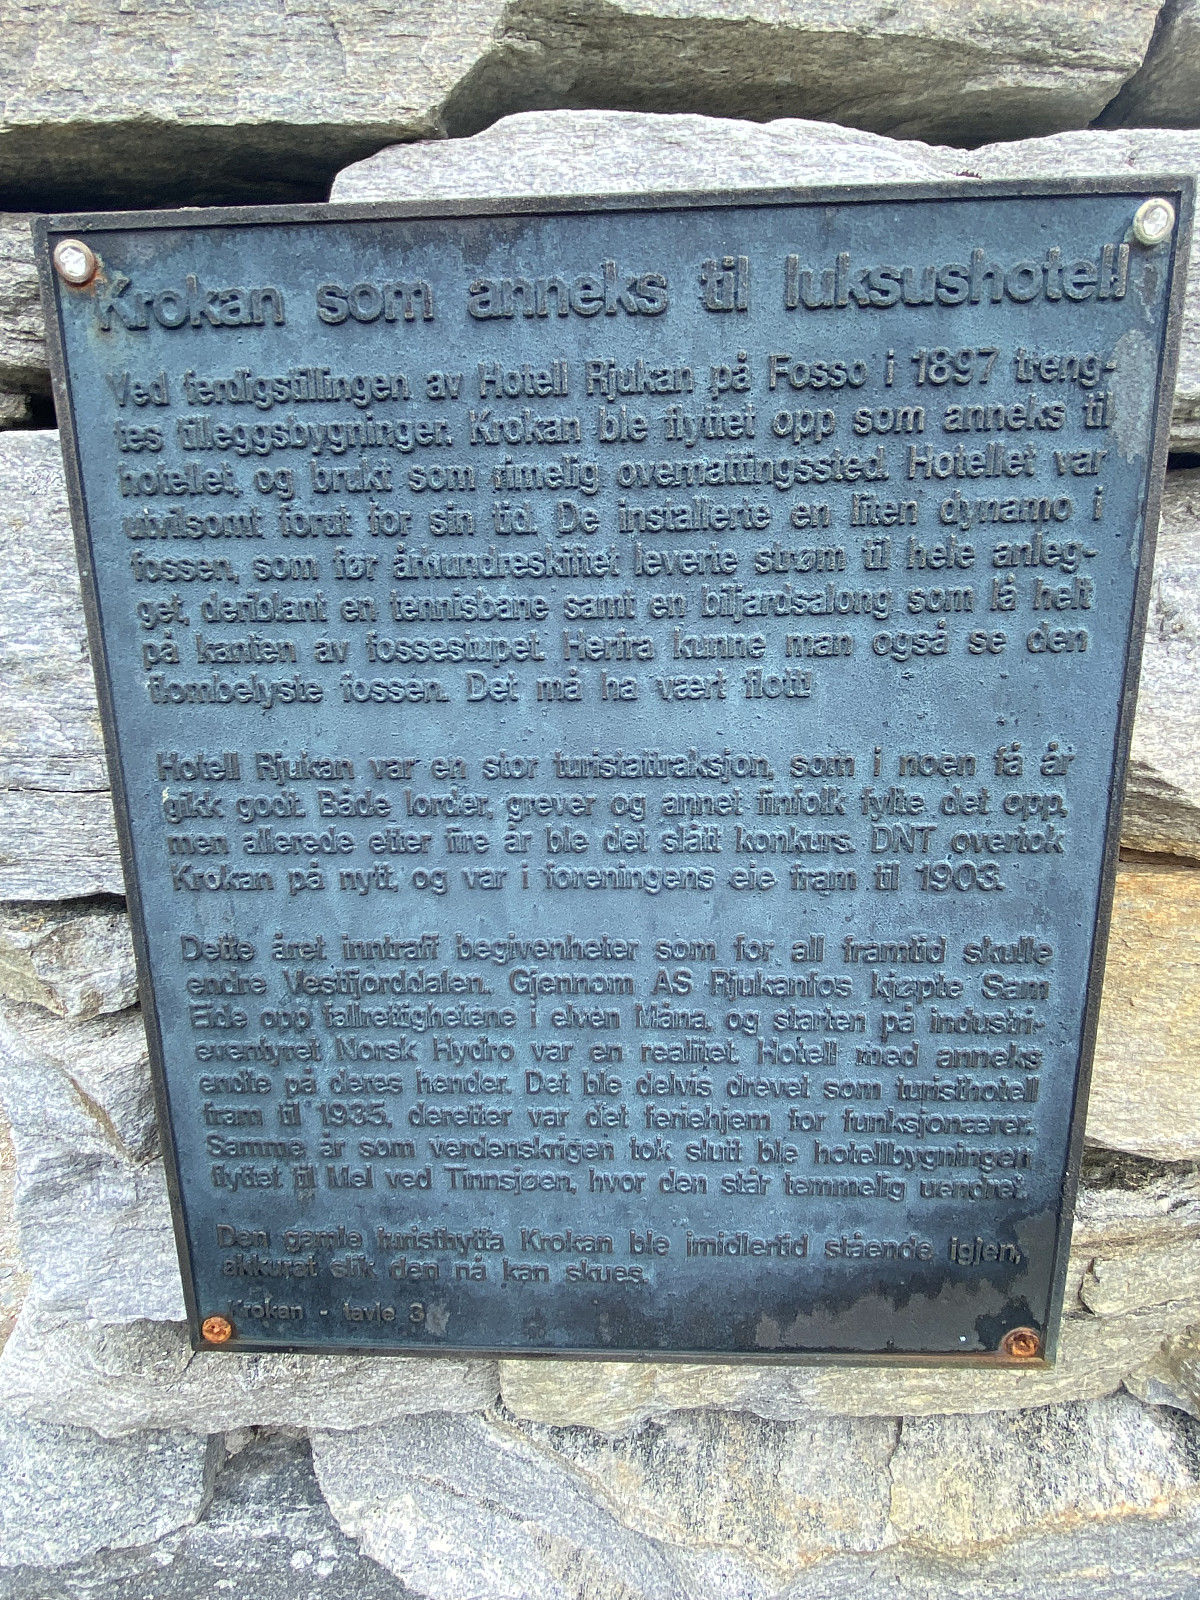 Krokan som anneks til luksushotell
Ved ferdigstillingen av Hotell Rjukan på Fosso i 1897 treng-
tes tilleggsbygninger. Krokan ble flyttet opp som anneks til
hotellet, og brukt som rimelig overnattingssted. Hotellet var
utvilsomt forut for sin tid. De installerte en liten dynamo i
fossen, som før århundreskiftet leverte strøm til hele anleg-
get, deriblant en tennisbane samt en biljardsalong som lå helt
på kanten av fossestupet. Herfra kunne man også se den
flombelyste fossen. Det må ha vært flott!
Hotell Rjukan var en stor turistattraksjon, som i noen få år
gikk godt. Både lorder, grever og annet finfolk fylte det opp,
men allerede etter fire år ble det slått konkurs. DNT overtok
Krokan på nytt, og var i foreningens eie fram til 1903.
Dette året inntraff begivenheter som for all framtid skulle
endre Vestfjorddalen. Gjennom AS Rjukanfos kjøpte Sam
Eide opp fallrettighetene i elven Måna, og starten på industri-
eventyret Norsk Hydro var en realitet. Hotell med anneks
endte på deres hender. Det ble delvis drevet som turisthotell
fram til 1935, deretter var det feriehjem for funksjonærer.
Samme år som verdenskrigen tok slutt ble hotellbygningen
flyttet til Mel ved Tinnsjøen, hvor den står temmelig uendret.
Den gamle turisthytta Krokan ble imidlertid stående igjen,
akkurat slik den nå kan skues.
Krokan - tavle 3